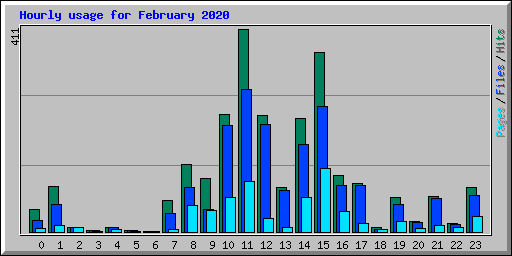 Hourly usage for February 2020
411
Pages/Files/Hits
0 1 2 3 4 5 6 7 8 9 10 11 12 13 14 15 16 17 18 19 20 21 22 23